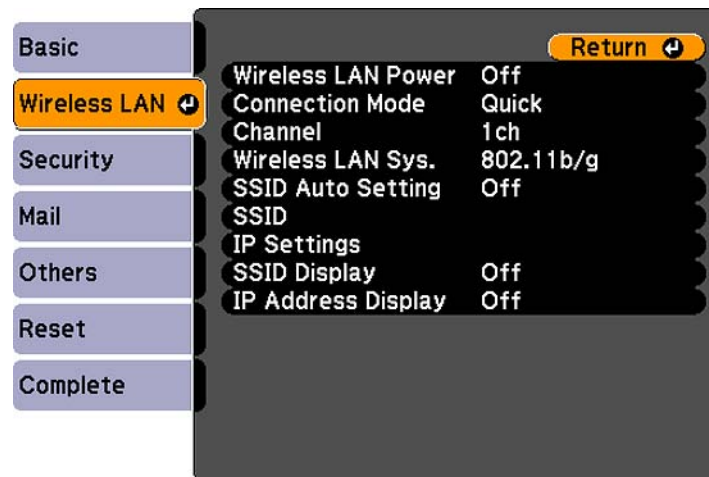 Basic
Wireless LAN
Security
Mail
Others
Reset
Complete
Return
Wireless LAN Power Off
Connection Mode Quick
Channel 1ch
Wireless LAN Sys. 802.11b/g
SSID Auto Setting Off
SSID
IP Settings
SSID Display Off
IP Address Display Off